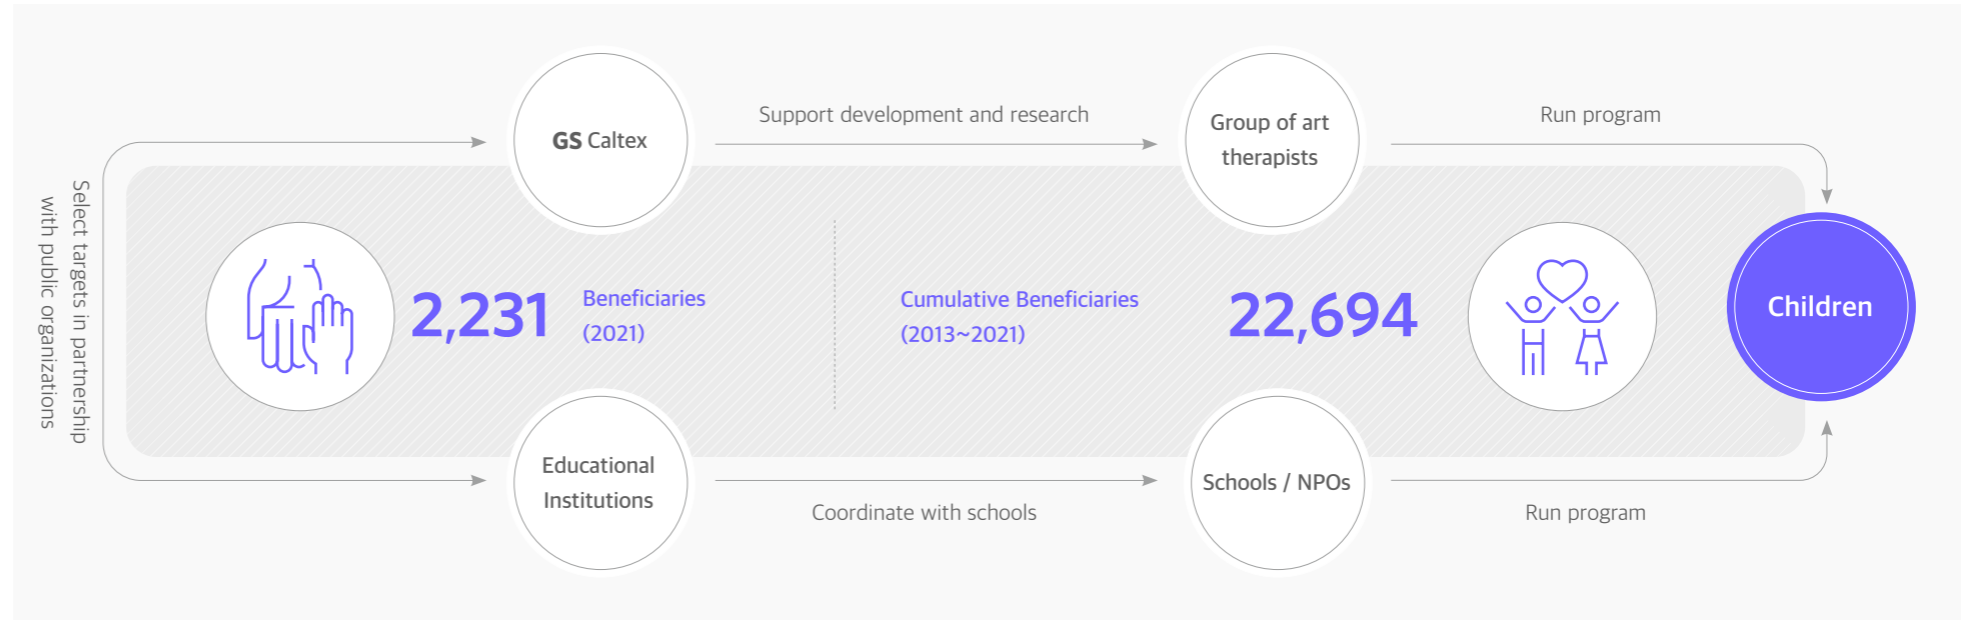 Select targets in partnership
with public organizations
GS Caltex
Support development and research
Group of art
therapists
Run program
2,231
Beneficiaries
(2021)
Cumulative Beneficiaries
(2013~2021)
22,694
Children
Educational
Institutions
Coordinate with schools
Schools / NPOs
Run program